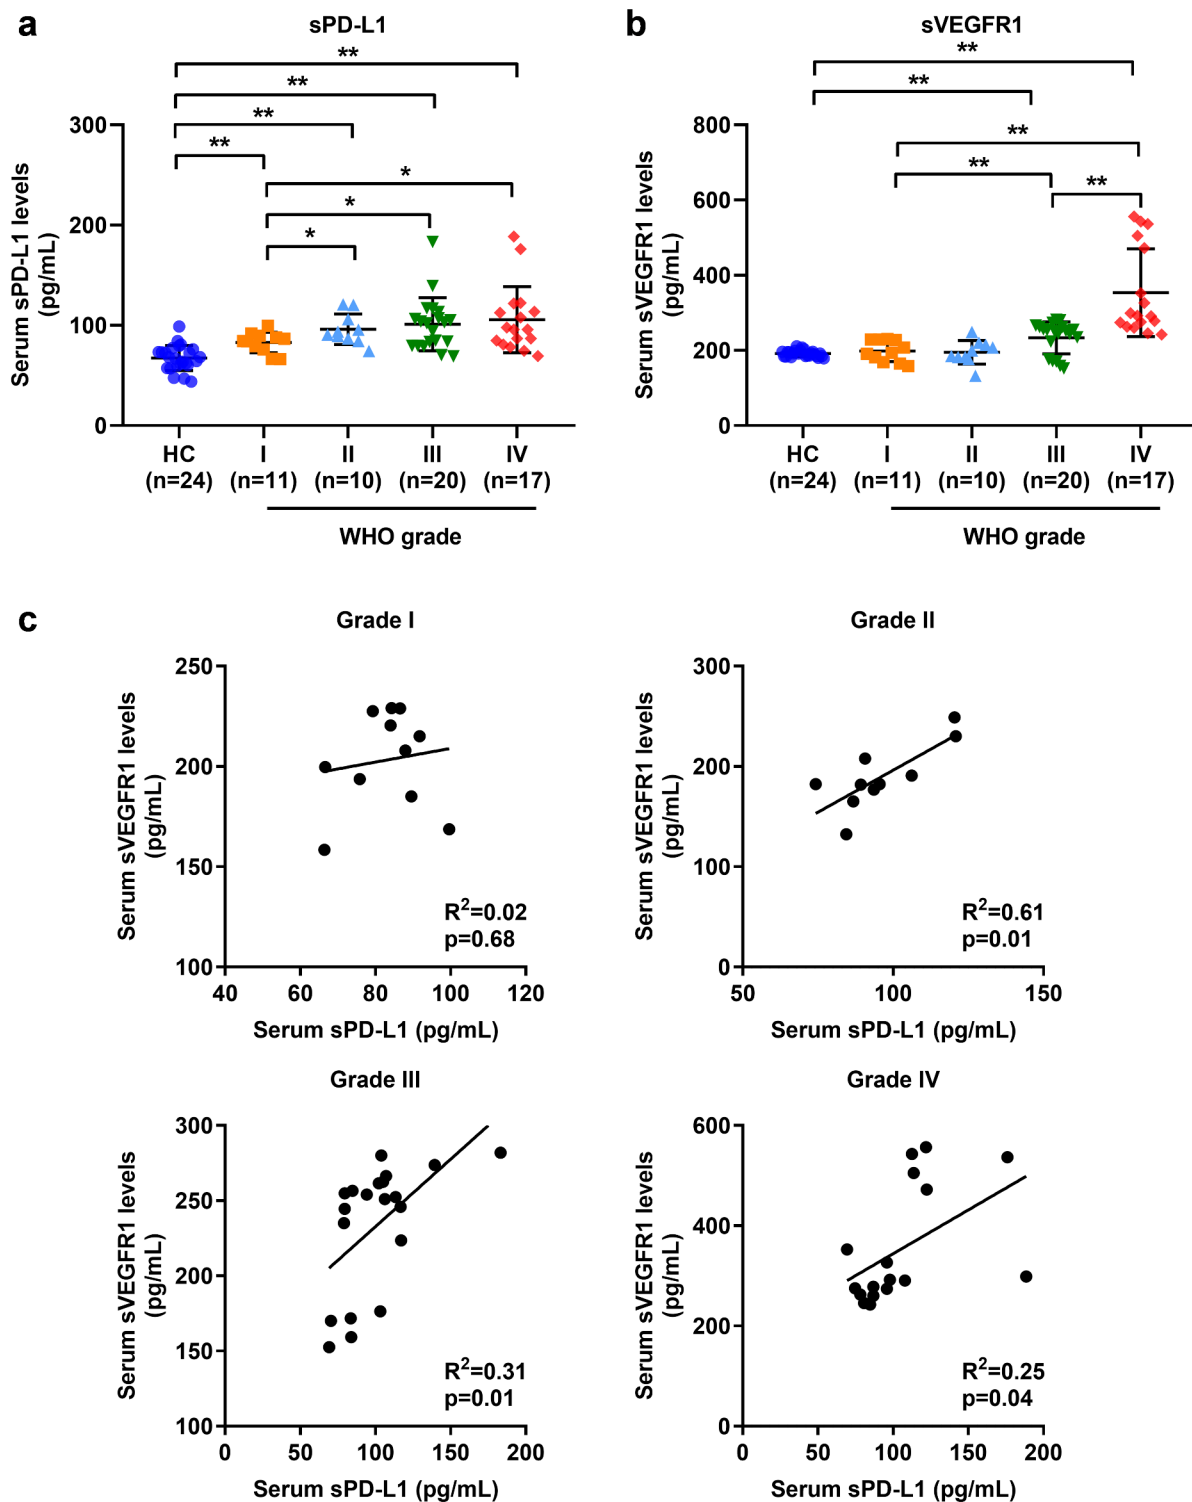 a
sPD-L1
**
**
**
**
*
*
*
300
200
100
0
Serum sPD-L1 levels
(pg/mL)
HC
I
II
III
IV
(n=24)
(n=11)
(n=10)
(n=20)
(n=17)
WHO grade
b
sVEGFR1
**
**
**
**
**
800
600
400
200
0
Serum sVEGFR1 levels
(pg/mL)
HC
I
II
III
IV
(n=24)
(n=11)
(n=10)
(n=20)
(n=17)
WHO grade
c
Grade I
250
200
150
100
Serum sVEGFR1 levels
(pg/mL)
R²=0.02
p=0.68
40
60
80
100
120
Serum sPD-L1 (pg/mL)
Grade II
300
200
100
0
Serum sVEGFR1 levels
(pg/mL)
R²=0.61
p=0.01
50
100
150
Serum sPD-L1 (pg/mL)
Grade III
300
250
200
150
100
Serum sVEGFR1 levels
(pg/mL)
R²=0.31
p=0.01
0
50
100
150
200
Serum sPD-L1 (pg/mL)
Grade IV
600
400
200
0
Serum sVEGFR1 levels
(pg/mL)
R²=0.25
p=0.04
0
50
100
150
200
Serum sPD-L1 (pg/mL)